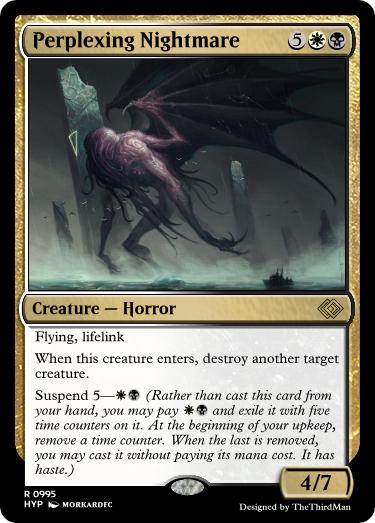 Perplexing Nightmare 5
Creature — Horror
Flying, lifelink
When this creature enters, destroy another target
creature.
Suspend 5— (Rather than cast this card from
your hand, you may pay and exile it with five
time counters on it. At the beginning of your upkeep,
remove a time counter. When the last is removed,
you may cast it without paying its mana cost. It has
haste.)
4/7
R 0995
HYP MORKARDFC
Designed by TheThirdMan